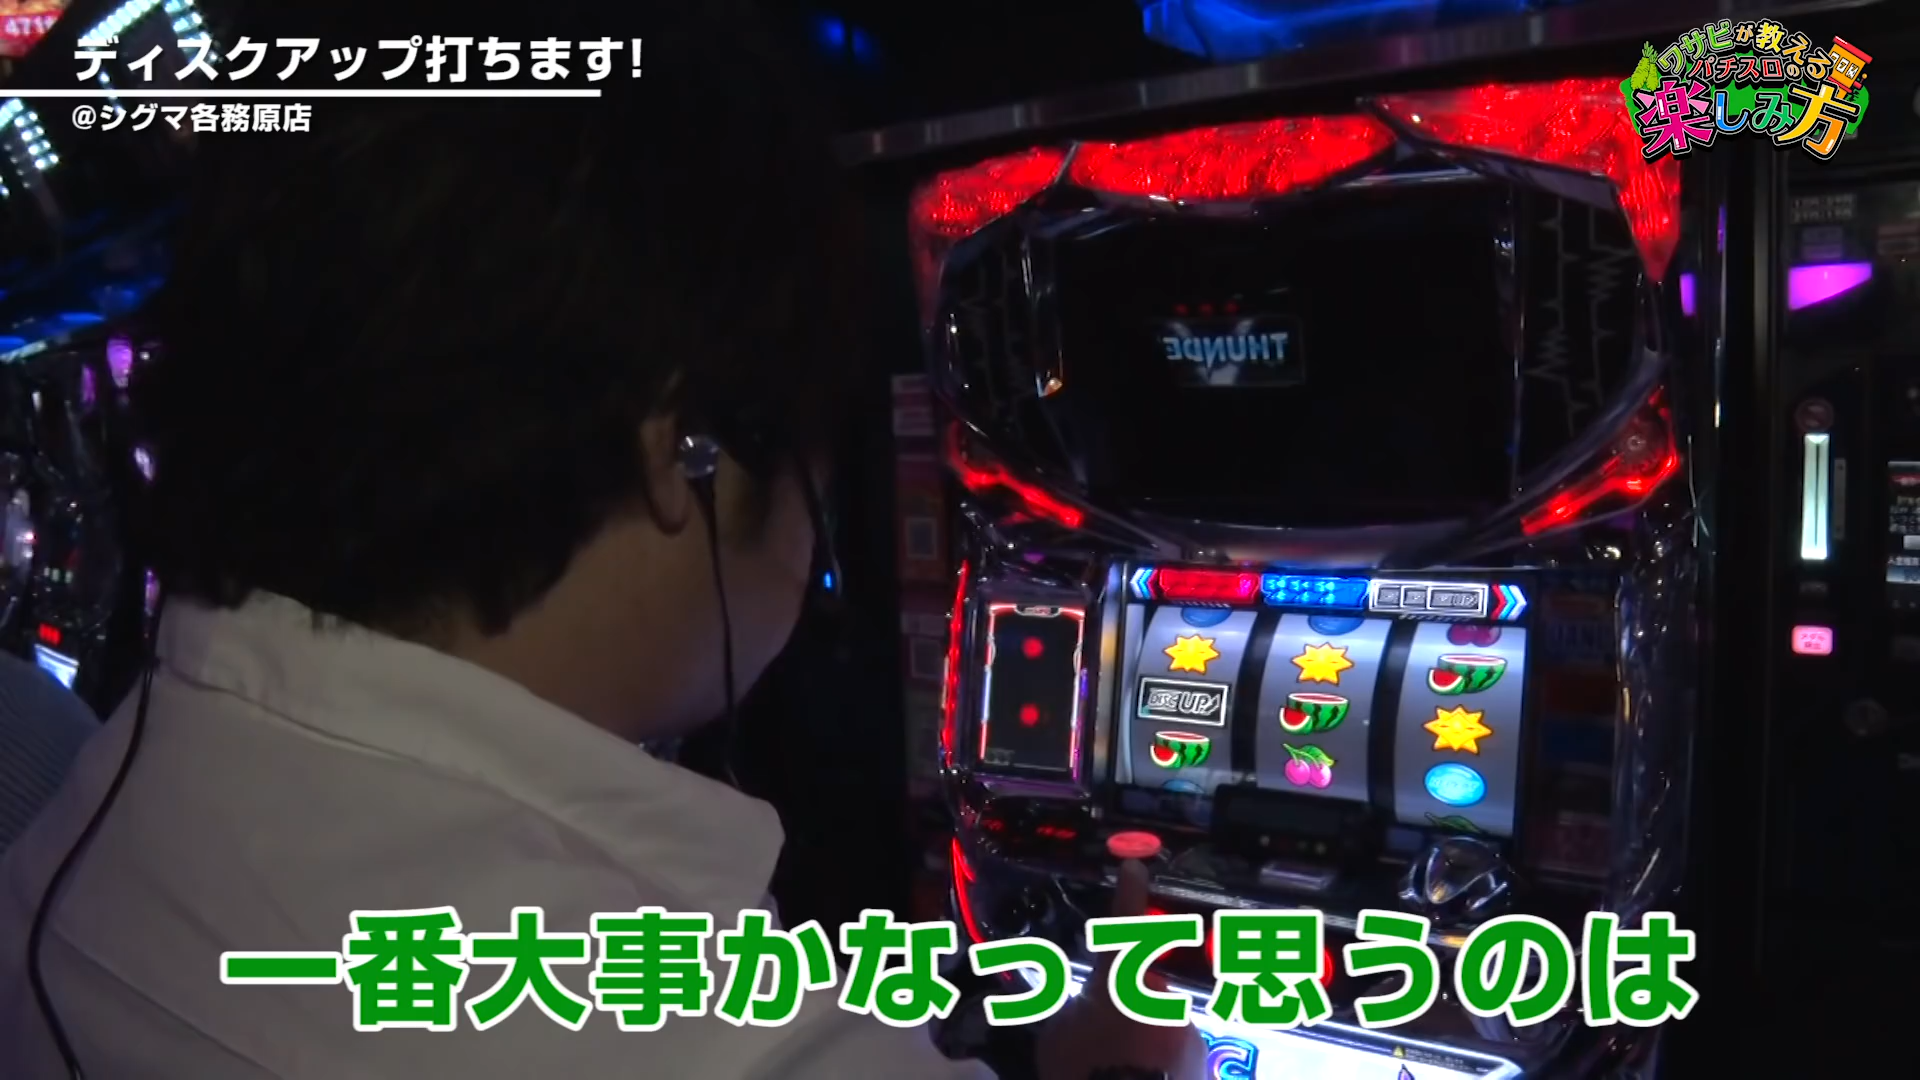 ディスクアップ打ちます!
@シグマ各務原店
ワサビが教える
パチスロの
楽しみ方
THUNDE
DISC UP!
一番大事かなって思うのは